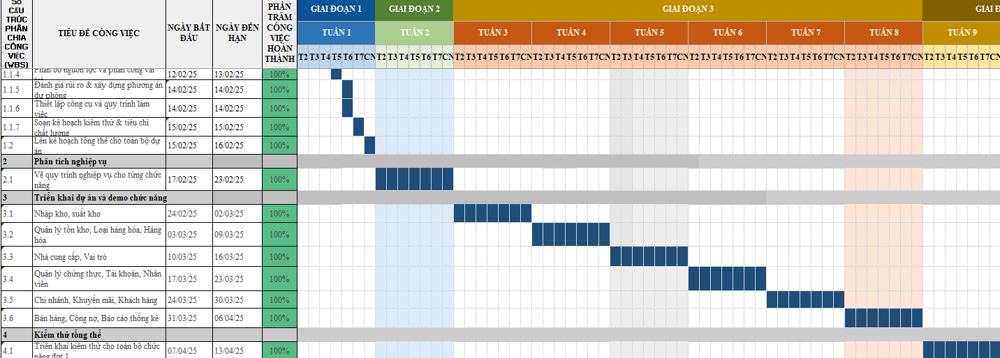 SỐ
CẤU
TRÚC
PHÂN
CHIA
CÔNG
VIỆC
(WBS)
TIÊU ĐỀ CÔNG VIỆC
NGÀY BẮT
ĐẦU
NGÀY ĐẾN
HẠN
PHẦN
TRĂM
CÔNG
VIỆC
HOÀN
THÀNH
GIAI ĐOẠN 1 GIAI ĐOẠN 2 GIAI ĐOẠN 3 GIAI Đ
TUẦN 1 TUẦN 2 TUẦN 3 TUẦN 4 TUẦN 5 TUẦN 6 TUẦN 7 TUẦN 8 TUẦN 9
T2 T3 T4 T5 T6 T7 CN T2 T3 T4 T5 T6 T7 CN T2 T3 T4 T5 T6 T7 CN T2 T3 T4 T5 T6 T7 CN T2 T3 T4 T5 T6 T7 CN T2 T3 T4 T5 T6 T7 CN T2 T3 T4 T5 T6 T7 CN T2 T3 T4 T5 T6 T7 CN T2 T3 T4 T5 T6 T7 CN
1.1.4 Phân bổ nguồn lực và phân công vai
trò 12/02/25 13/02/25 100%
1.1.5 Đánh giá rủi ro & xây dựng phương án
dự phòng 14/02/25 14/02/25 100%
1.1.6 Thiết lập công cụ và quy trình làm
việc 14/02/25 14/02/25 100%
1.1.7 Soạn kế hoạch kiểm thử & tiêu chí
chất lượng 15/02/25 15/02/25 100%
1.2 Lên kế hoạch tổng thể cho toàn bộ dự
án 15/02/25 16/02/25 100%
2 Phân tích nghiệp vụ
2.1 Vẽ quy trình nghiệp vụ cho từng chức
năng 17/02/25 23/02/25 100%
3 Triển khai dự án và demo chức năng
3.1 Nhập kho, xuất kho 24/02/25 02/03/25 100%
3.2 Quản lý tồn kho, Loại hàng hóa, Hàng
hóa 03/03/25 09/03/25 100%
3.3 Nhà cung cấp, Vai trò 10/03/25 16/03/25 100%
3.4 Quản lý chứng thực, Tài khoản, Nhân
viên 17/03/25 23/03/25 100%
3.5 Chi nhánh, Khuyến mãi, Khách hàng 24/03/25 30/03/25 100%
3.6 Bán hàng, Công nợ, Báo cáo thống kê 31/03/25 06/04/25 100%
4 Kiểm thử tổng thể
4.1 Triển khai kiểm thử cho toàn bộ chức
năng đợt 1 07/04/25 13/04/25 100%